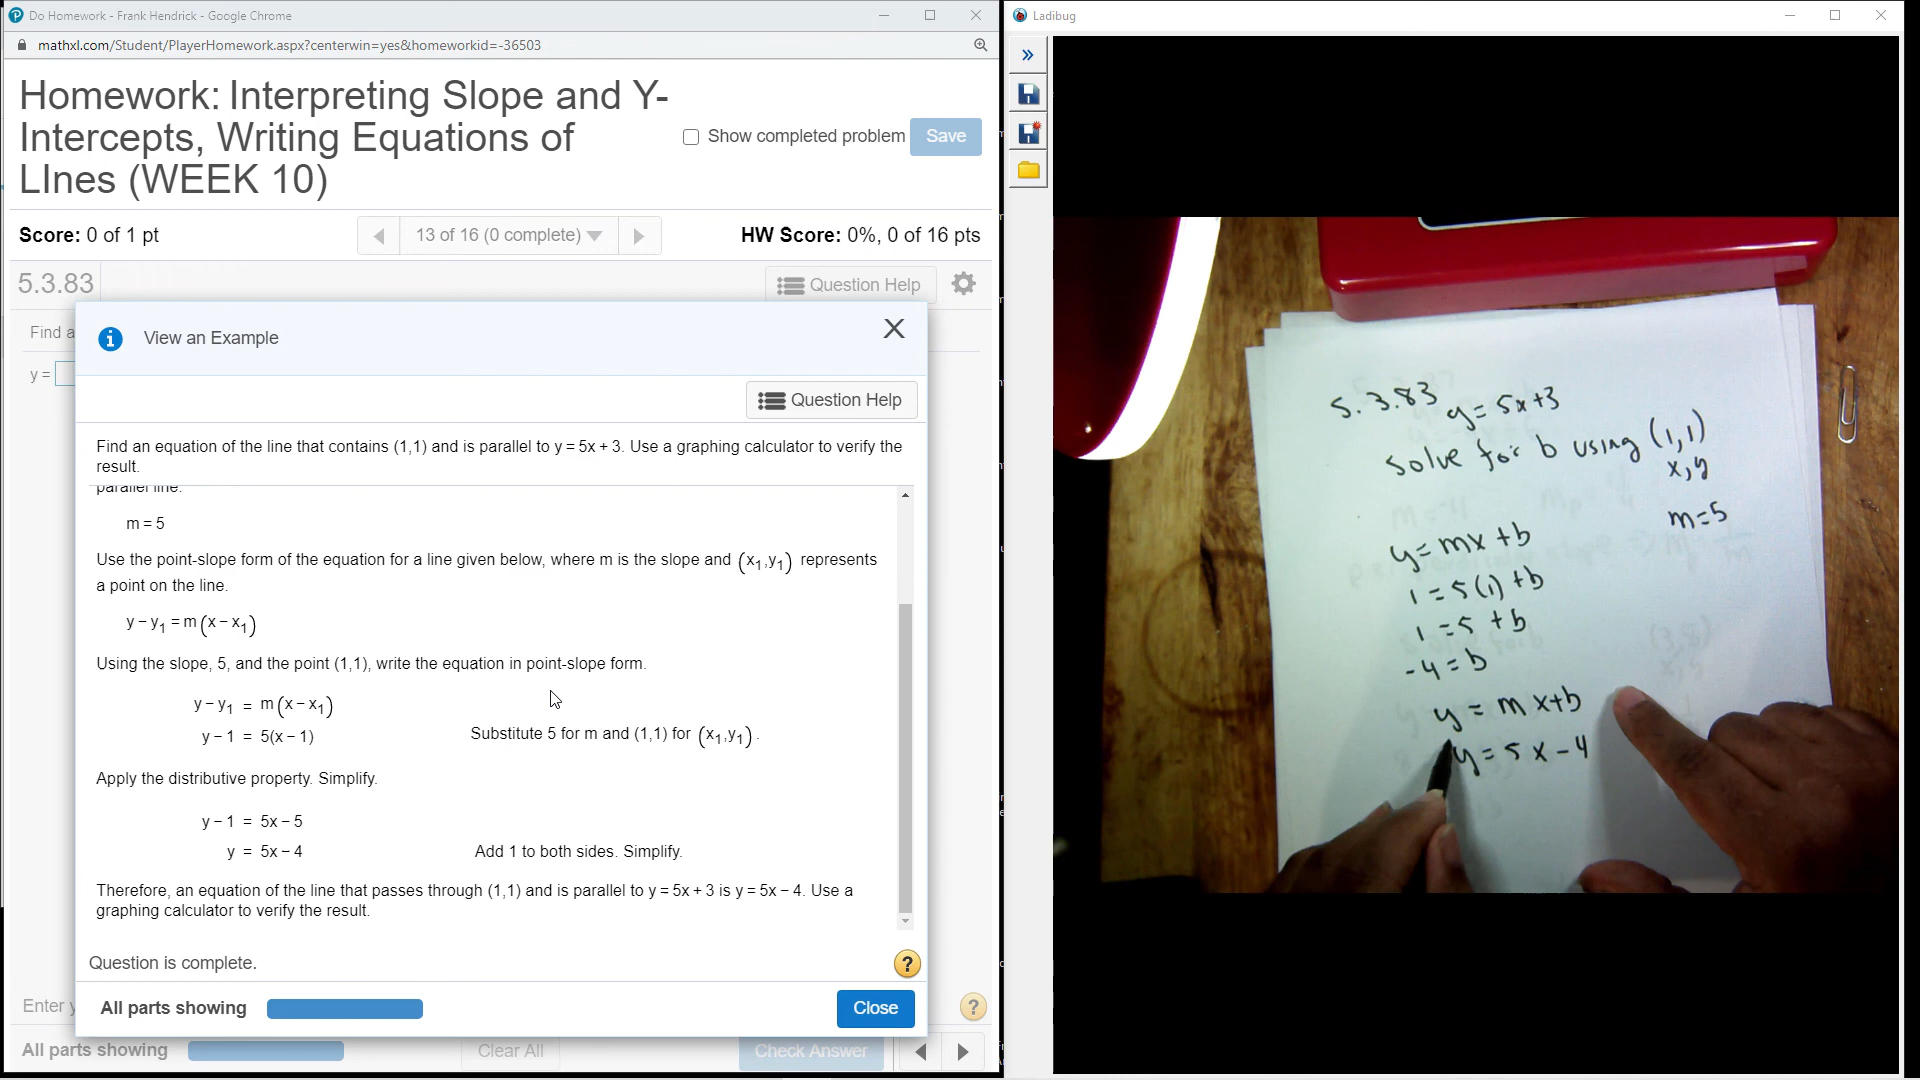 Do Homework - Frank Hendrick - Google Chrome
mathxl.com/Student/PlayerHomework.aspx?centerwin=yes&homeworkid=-36503
Homework: Interpreting Slope and Y-
Intercepts, Writing Equations of
LInes (WEEK 10)
Show completed problem
Save
Score: 0 of 1 pt
13 of 16 (0 complete)
HW Score: 0%, 0 of 16 pts
5.3.83
Question Help
Find a
y =
View an Example
X
Question Help
Find an equation of the line that contains (1,1) and is parallel to y = 5x + 3. Use a graphing calculator to verify the
result.
parallel line.
m = 5
Use the point-slope form of the equation for a line given below, where m is the slope and (x₁,y₁) represents
a point on the line.
y − y₁ = m(x − x₁)
Using the slope, 5, and the point (1,1), write the equation in point-slope form.
y − y₁ = m(x − x₁)
y − 1 = 5(x − 1) Substitute 5 for m and (1,1) for (x₁,y₁).
Apply the distributive property. Simplify.
y − 1 = 5x − 5
y = 5x − 4 Add 1 to both sides. Simplify.
Therefore, an equation of the line that passes through (1,1) and is parallel to y = 5x + 3 is y = 5x − 4. Use a
graphing calculator to verify the result.
Question is complete.
?
All parts showing
Close
Enter y
?
All parts showing
Clear All
Check Answer
Ladibug
5.3.83 y = 5x+3
solve for b using (1,1)
x,y
m=5
y = mx + b
1 = 5(1) + b
1 = 5 + b
-4 = b
y = mx+b
y = 5x - 4